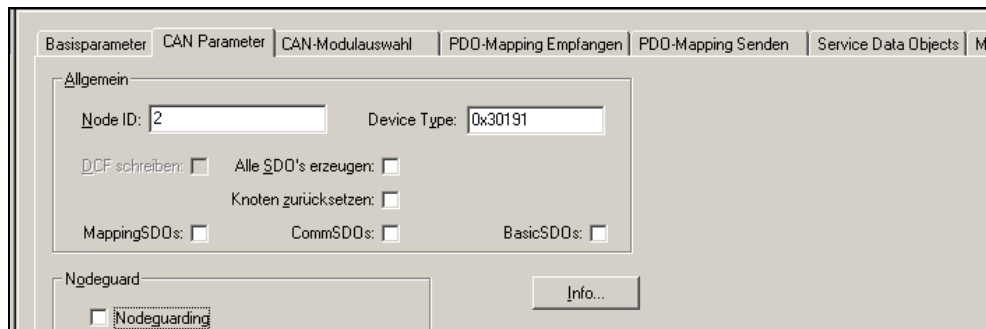 Basisparameter CAN Parameter CAN-Modulauswahl PDO-Mapping Empfangen PDO-Mapping Senden Service Data Objects
Allgemein
Node ID: 2 Device Type: 0x30191
DCF schreiben: Alle SDO's erzeugen:
Knoten zurücksetzen:
MappingSDOs: CommSDOs: BasicSDOs:
Nodeguard
Info...
Nodeguarding